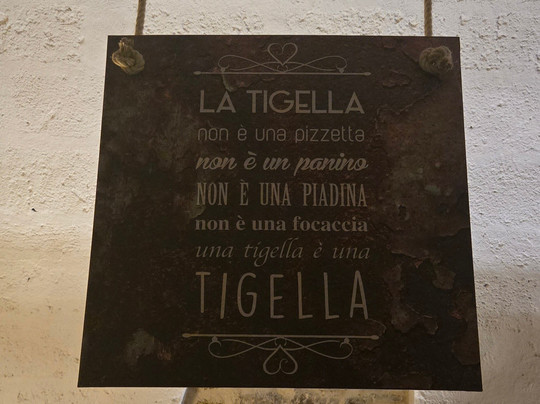 LA TIGELLA
non è una pizzetta
non è un panino
NON È UNA PIADINA
non è una focaccia
una tigella è una
TIGELLA